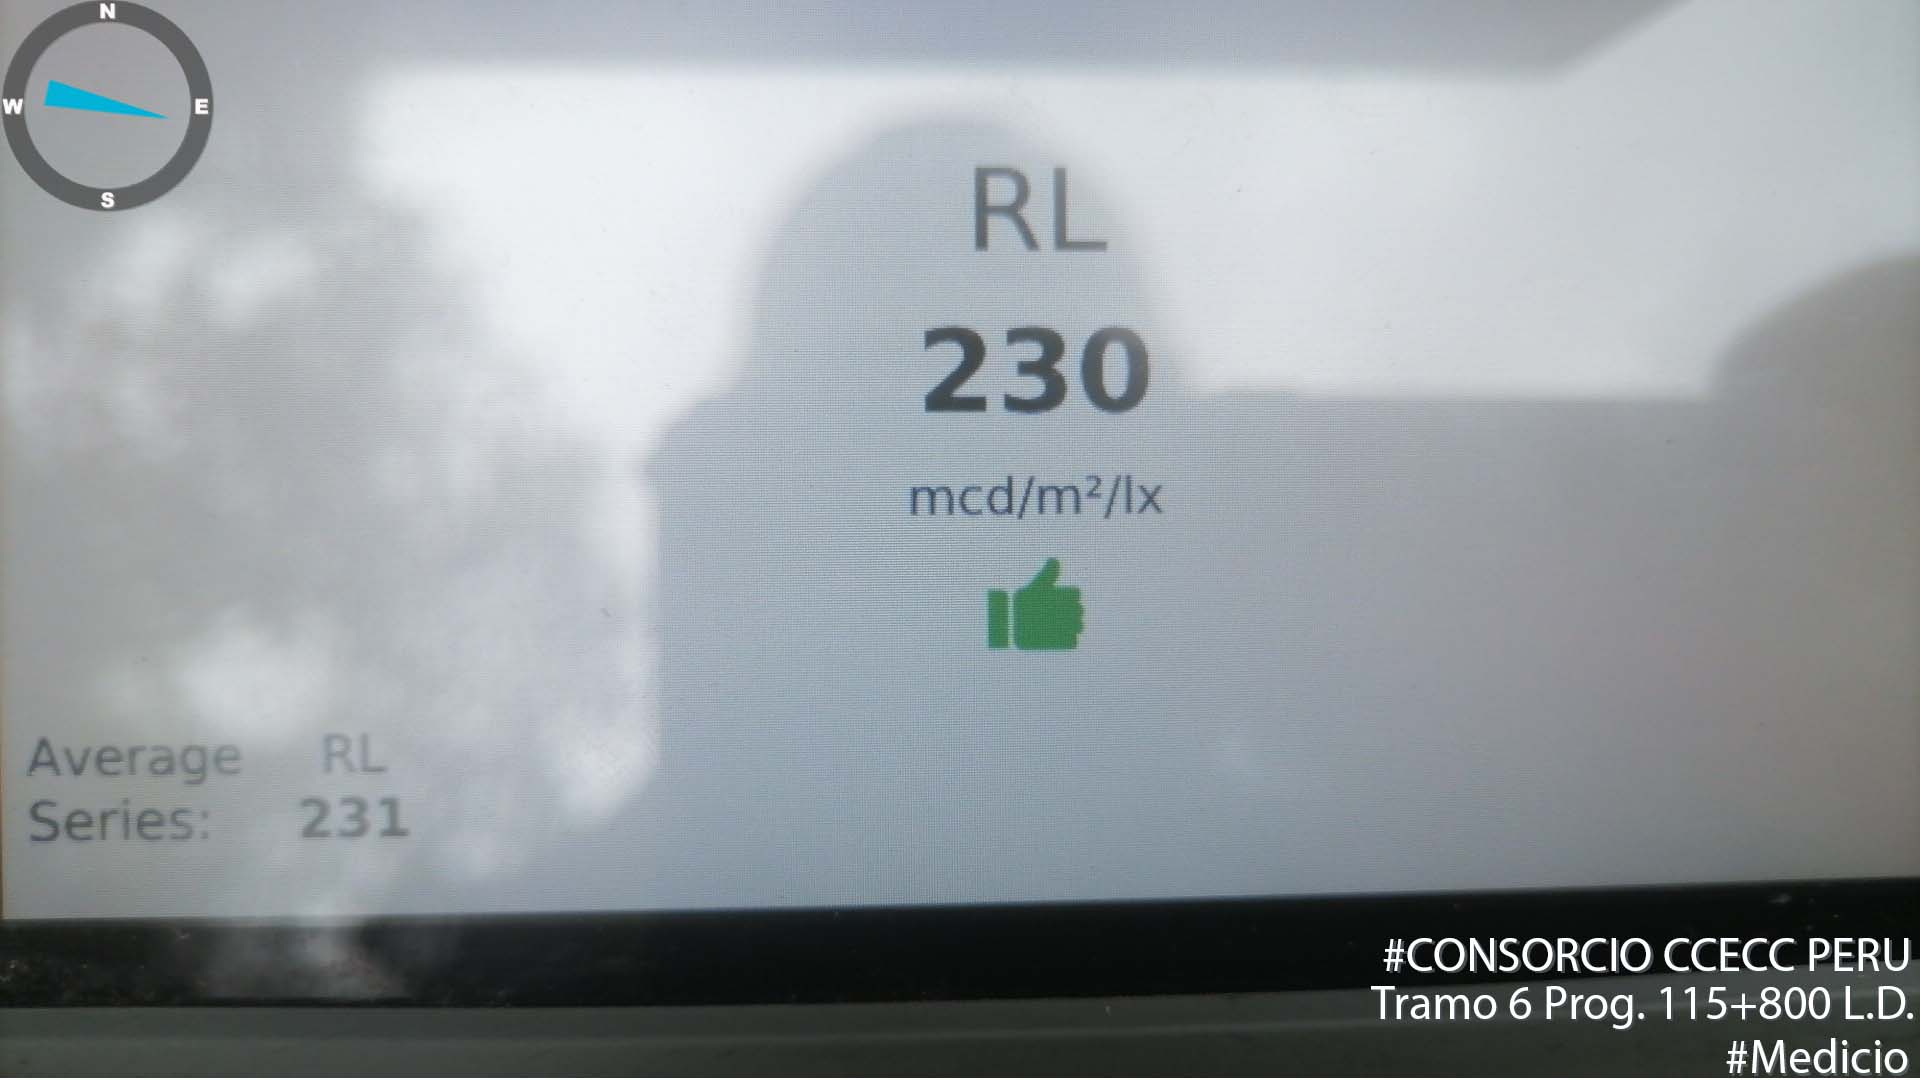 N
W
E
S
RL
230
mcd/m²/lx
Average RL
Series: 231
#CONSORCIO CCECC PERU
Tramo 6 Prog. 115+800 L.D.
#Medicio